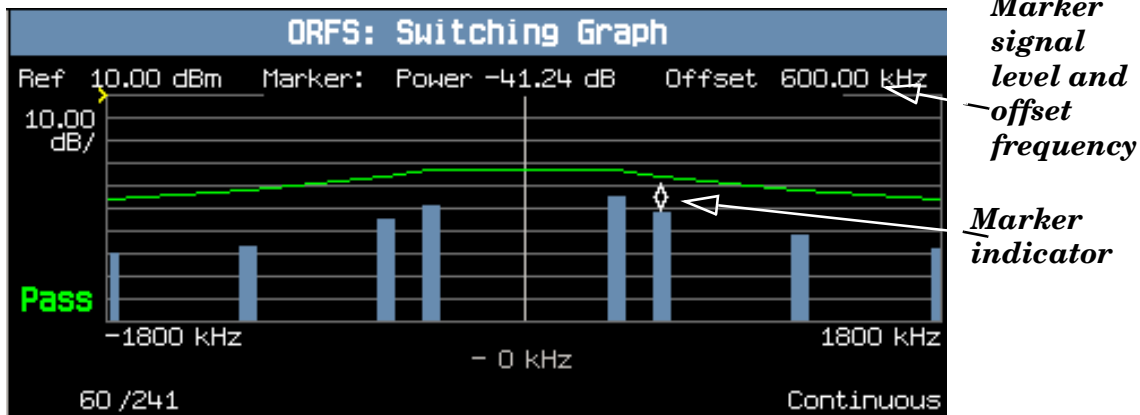 ORFS: Switching Graph
Ref 10.00 dBm Marker: Power -41.24 dB Offset 600.00 kHz
10.00
dB/
Pass
-1800 kHz
1800 kHz
- 0 kHz
60 /241
Continuous
Marker
signal
level and
offset
frequency
Marker
indicator